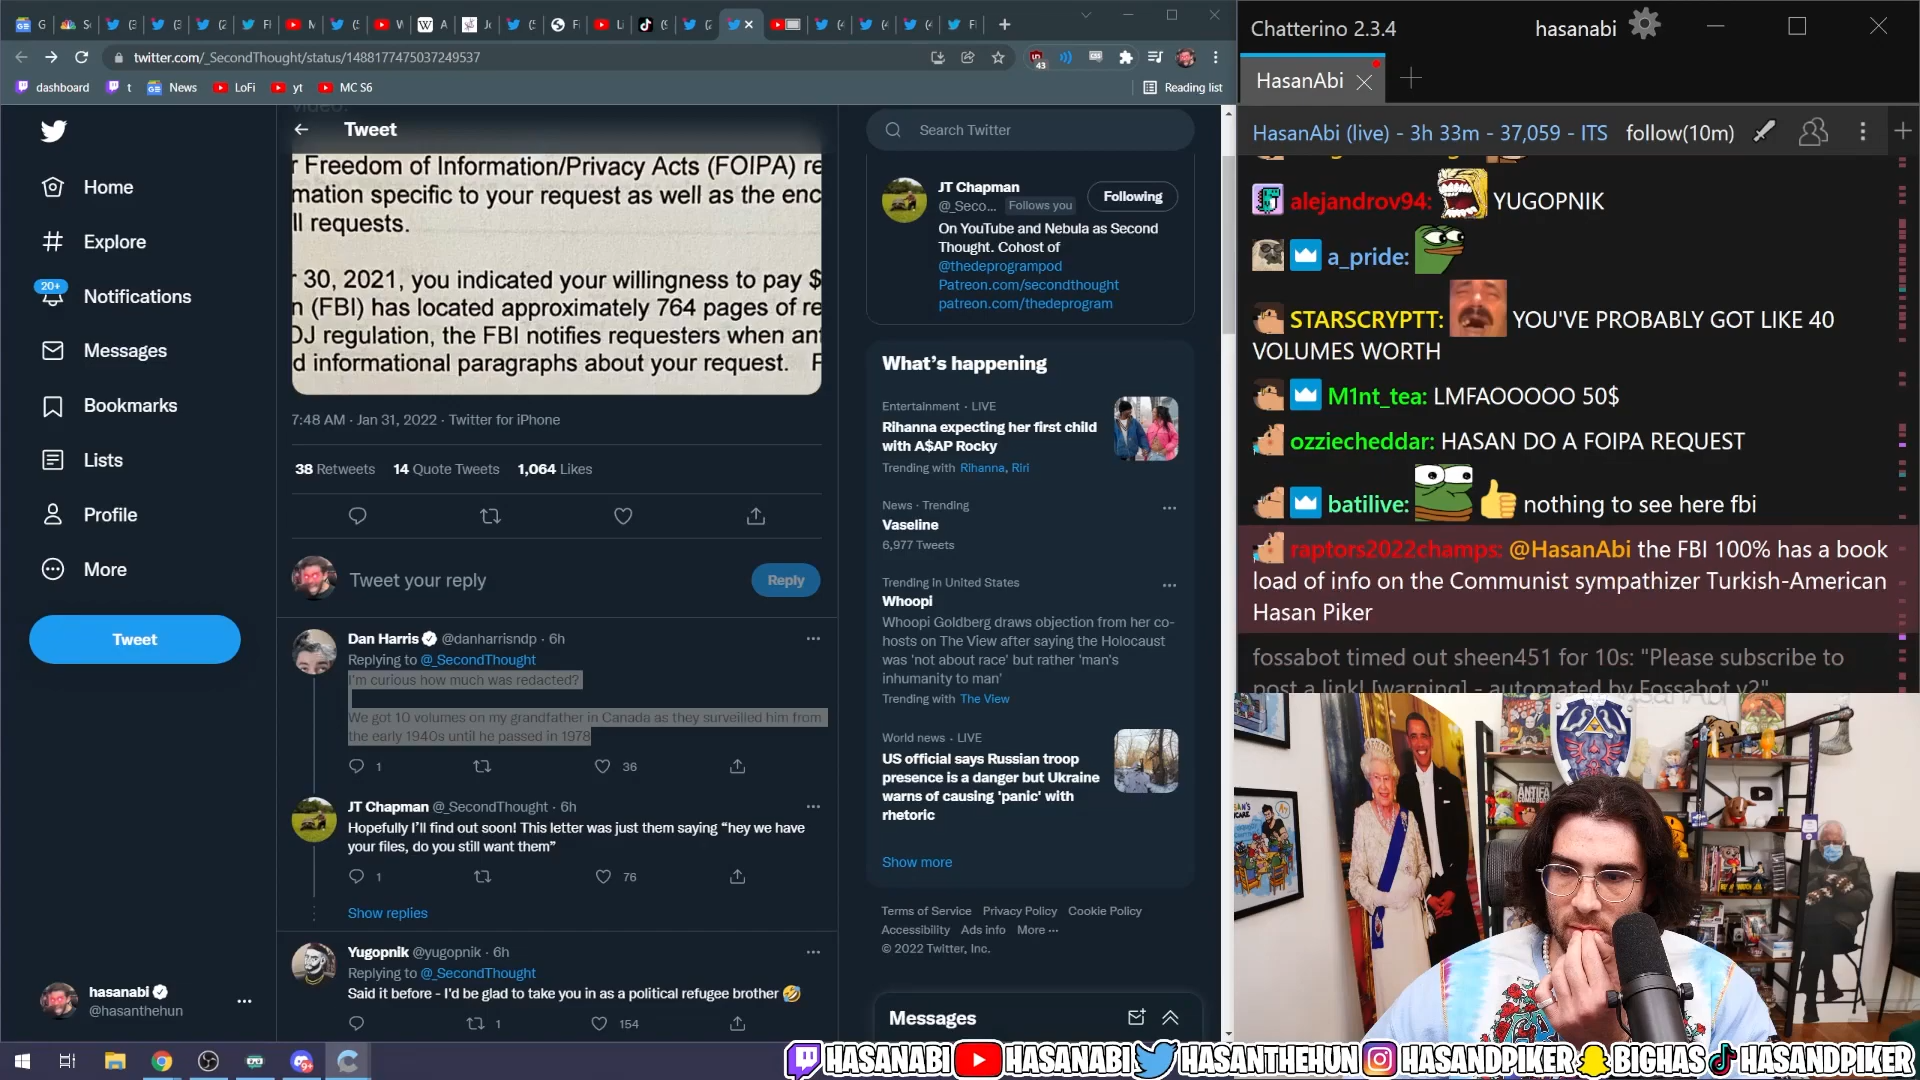 twitter.com/_SecondThought/status/1488177475037249537
dashboard
t
News
LoFi
yt
MC S6
Reading list
43
Tweet
r Freedom of Information/Privacy Acts (FOIPA) re
mation specific to your request as well as the enc
ll requests.
r 30, 2021, you indicated your willingness to pay $
n (FBI) has located approximately 764 pages of re
OJ regulation, the FBI notifies requesters when an
d informational paragraphs about your request. F
7:48 AM · Jan 31, 2022 · Twitter for iPhone
38 Retweets 14 Quote Tweets 1,064 Likes
Tweet your reply
Reply
Dan Harris @danharrisndp · 6h
Replying to @_SecondThought
I'm curious how much was redacted?
We got 10 volumes on my grandfather in Canada as they surveilled him from
the early 1940s until he passed in 1978
1
36
JT Chapman @_SecondThought · 6h
Hopefully I'll find out soon! This letter was just them saying "hey we have
your files, do you still want them"
1
76
Show replies
Yugopnik @yugopnik · 6h
Replying to @_SecondThought
Said it before - I'd be glad to take you in as a political refugee brother 🤣
1
154
Home
Explore
20+
Notifications
Messages
Bookmarks
Lists
Profile
More
Tweet
hasanabi
@hasanthehun
Search Twitter
JT Chapman
@_Seco... Follows you
Following
On YouTube and Nebula as Second
Thought. Cohost of
@thedeprogrampod
Patreon.com/secondthought
patreon.com/thedeprogram
What's happening
Entertainment · LIVE
Rihanna expecting her first child
with A$AP Rocky
Trending with Rihanna, Riri
News · Trending
Vaseline
6,977 Tweets
Trending in United States
Whoopi
Whoopi Goldberg draws objection from her co-
hosts on The View after saying the Holocaust
was 'not about race' but rather 'man's
inhumanity to man'
Trending with The View
World news · LIVE
US official says Russian troop
presence is a danger but Ukraine
warns of causing 'panic' with
rhetoric
Show more
Terms of Service Privacy Policy Cookie Policy
Accessibility Ads info More ···
© 2022 Twitter, Inc.
Messages
Chatterino 2.3.4
hasanabi
HasanAbi
HasanAbi (live) - 3h 33m - 37,059 - ITS follow(10m)
alejandrov94: YUGOPNIK
a_pride:
STARSCRYPTT: YOU'VE PROBABLY GOT LIKE 40
VOLUMES WORTH
M1nt_tea: LMFAOOOOO 50$
ozziecheddar: HASAN DO A FOIPA REQUEST
batilive: nothing to see here fbi
raptors2022champs: @HasanAbi the FBI 100% has a book
load of info on the Communist sympathizer Turkish-American
Hasan Piker
fossabot timed out sheen451 for 10s: "Please subscribe to
post a link! [warning] - automated by Fossabot v2"
ANTIFA
HASANABI HASANABI HASANTHEHUN HASANDPIKER BIGHAS HASANDPIKER